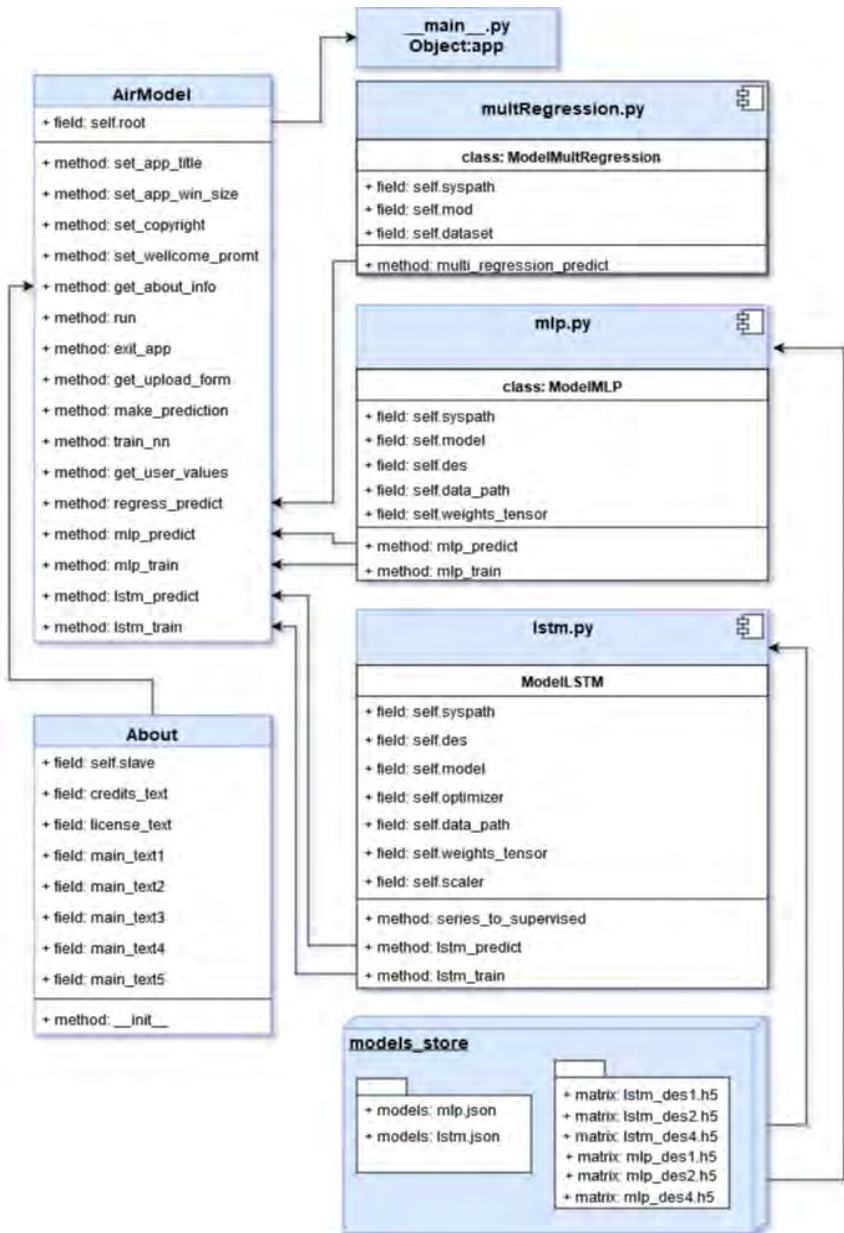 __main__.py
Object:app
AirModel
+ field: self.root
+ method: set_app_title
+ method: set_app_win_size
+ method: set_copyright
+ method: set_wellcome_promt
+ method: get_about_info
+ method: run
+ method: exit_app
+ method: get_upload_form
+ method: make_prediction
+ method: train_nn
+ method: get_user_values
+ method: regress_predict
+ method: mlp_predict
+ method: mlp_train
+ method: lstm_predict
+ method: lstm_train
multRegression.py
class: ModelMultRegression
+ field: self.syspath
+ field: self.mod
+ field: self.dataset
+ method: multi_regression_predict
mlp.py
class: ModelMLP
+ field: self.syspath
+ field: self.model
+ field: self.des
+ field: self.data_path
+ field: self.weights_tensor
+ method: mlp_predict
+ method: mlp_train
lstm.py
ModelLSTM
+ field: self.syspath
+ field: self.des
+ field: self.model
+ field: self.optimizer
+ field: self.data_path
+ field: self.weights_tensor
+ field: self.scaler
+ method: series_to_supervised
+ method: lstm_predict
+ method: lstm_train
About
+ field: self.slave
+ field: credits_text
+ field: license_text
+ field: main_text1
+ field: main_text2
+ field: main_text3
+ field: main_text4
+ field: main_text5
+ method: __init__
models_store
+ models: mlp.json
+ models: lstm.json
+ matrix: lstm_des1.h5
+ matrix: lstm_des2.h5
+ matrix: lstm_des4.h5
+ matrix: mlp_des1.h5
+ matrix: mlp_des2.h5
+ matrix: mlp_des4.h5